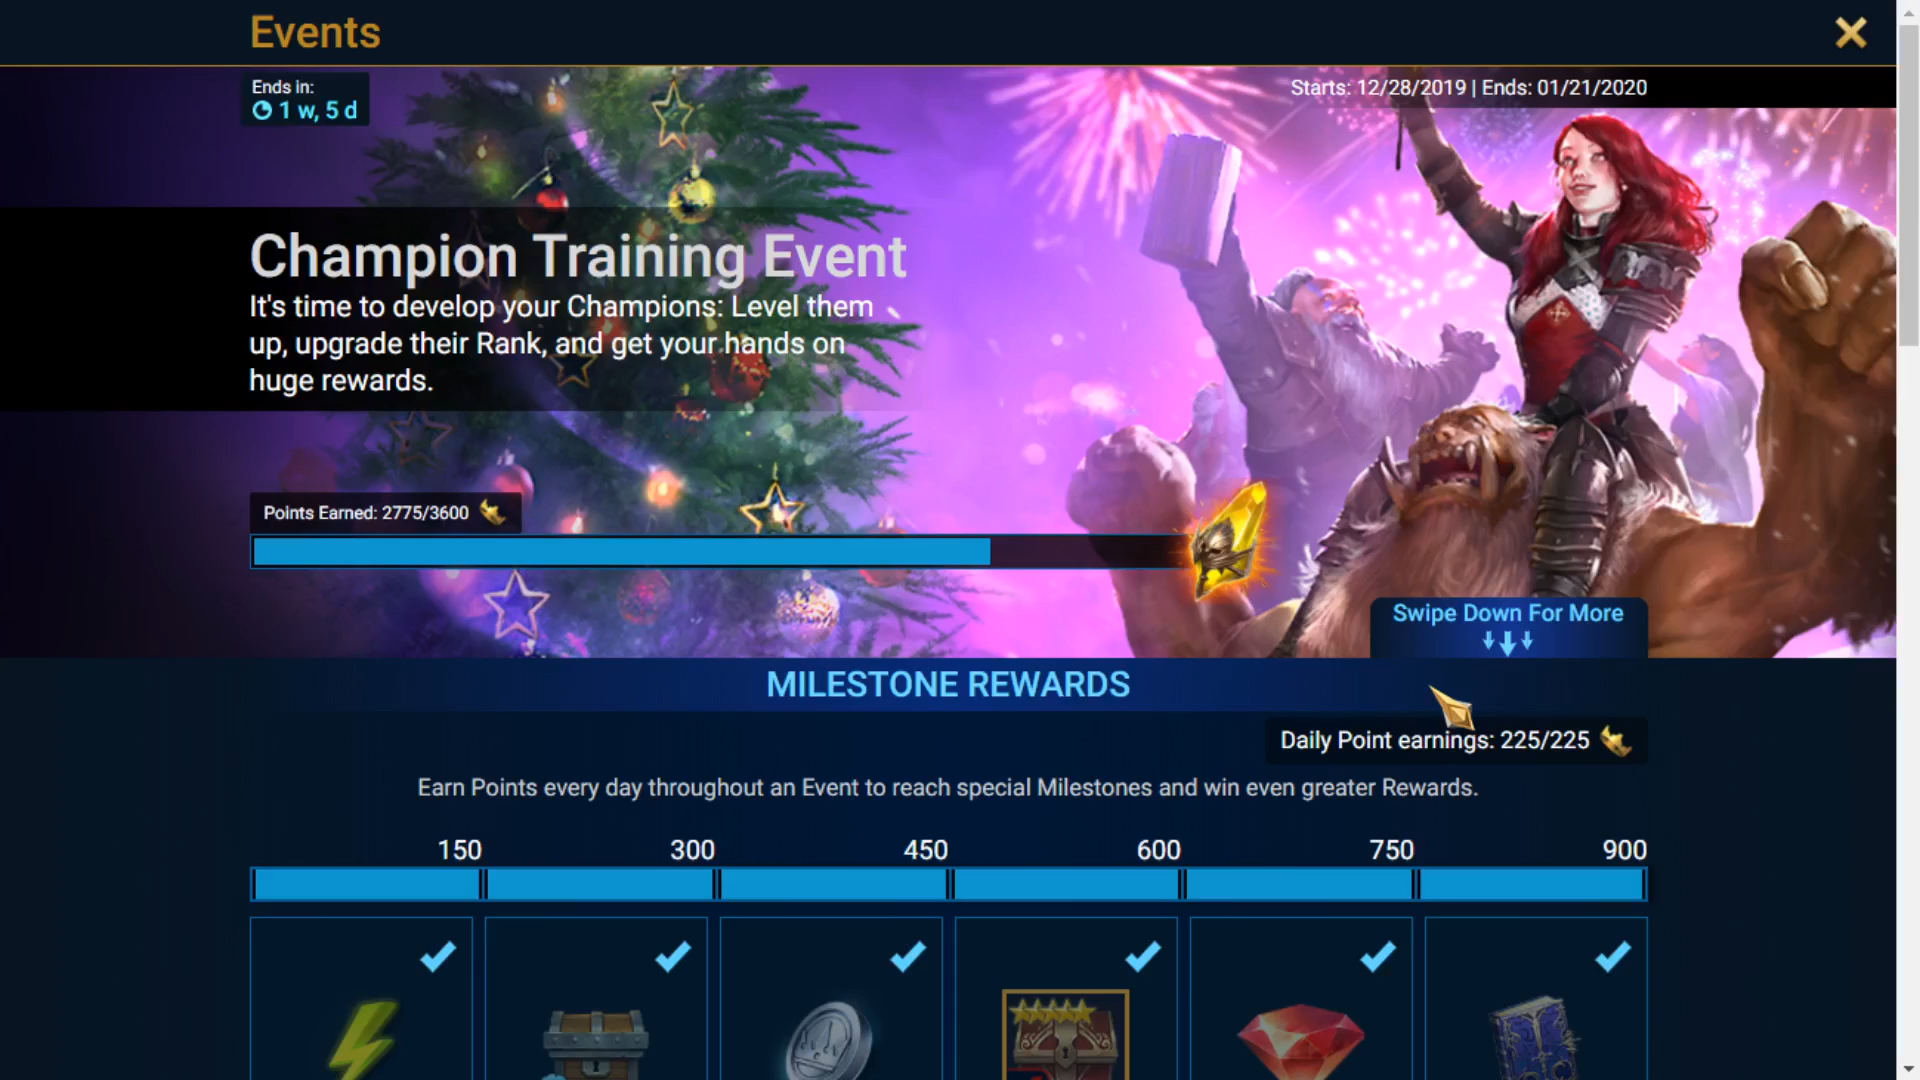 Events
Ends in:
1 w, 5 d
Starts: 12/28/2019 | Ends: 01/21/2020
Champion Training Event
It's time to develop your Champions: Level them
up, upgrade their Rank, and get your hands on
huge rewards.
Points Earned: 2775/3600
Swipe Down For More
MILESTONE REWARDS
Daily Point earnings: 225/225
Earn Points every day throughout an Event to reach special Milestones and win even greater Rewards.
150 300 450 600 750 900